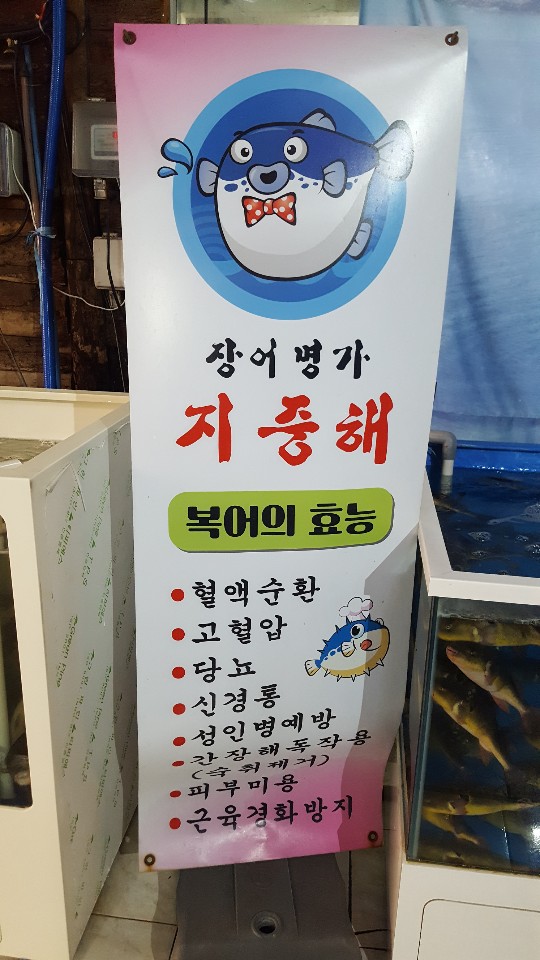 장어명가
지중해
복어의 효능
혈액순환
고혈압
당뇨
신경통
성인병예방
간장해독작용
(숙취제거)
피부미용
근육경화방지